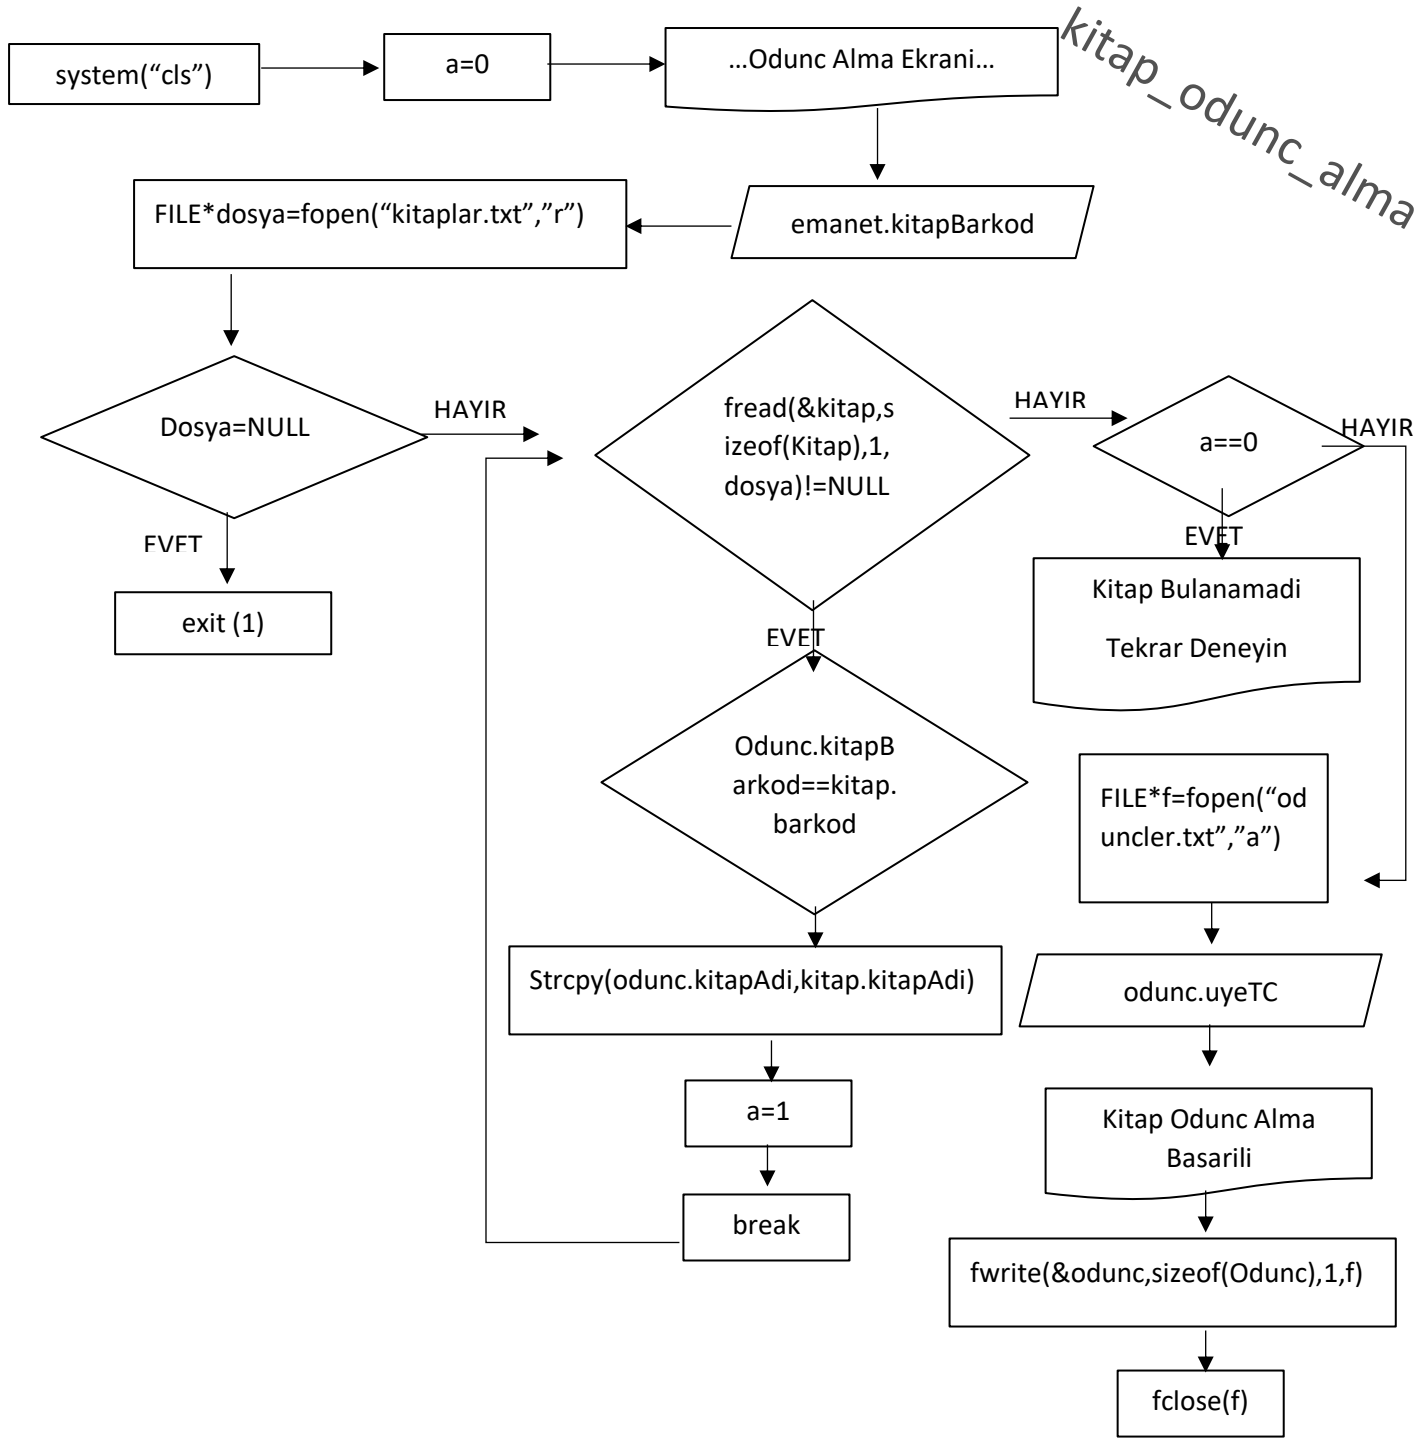 kitap_odunc_alma
system(“cls”)
a=0
...Odunc Alma Ekrani...
emanet.kitapBarkod
FILE*dosya=fopen(“kitaplar.txt”,”r”)
Dosya=NULL
HAYIR
EVET
exit (1)
fread(&kitap,s
izeof(Kitap),1,
dosya)!=NULL
HAYIR
EVET
a==0
HAYIR
EVET
Kitap Bulanamadi
Tekrar Deneyin
Odunc.kitapB
arkod==kitap.
barkod
Strcpy(odunc.kitapAdi,kitap.kitapAdi)
a=1
break
FILE*f=fopen(“od
uncler.txt”,”a”)
odunc.uyeTC
Kitap Odunc Alma
Basarili
fwrite(&odunc,sizeof(Odunc),1,f)
fclose(f)